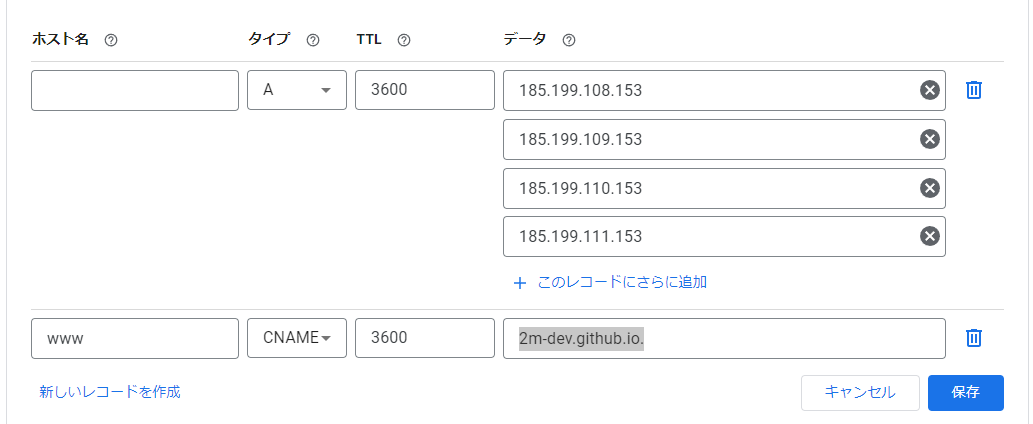 ホスト名 タイプ TTL データ
A 3600 185.199.108.153
185.199.109.153
185.199.110.153
185.199.111.153
+ このレコードにさらに追加
www CNAME 3600 2m-dev.github.io.
新しいレコードを作成 キャンセル 保存